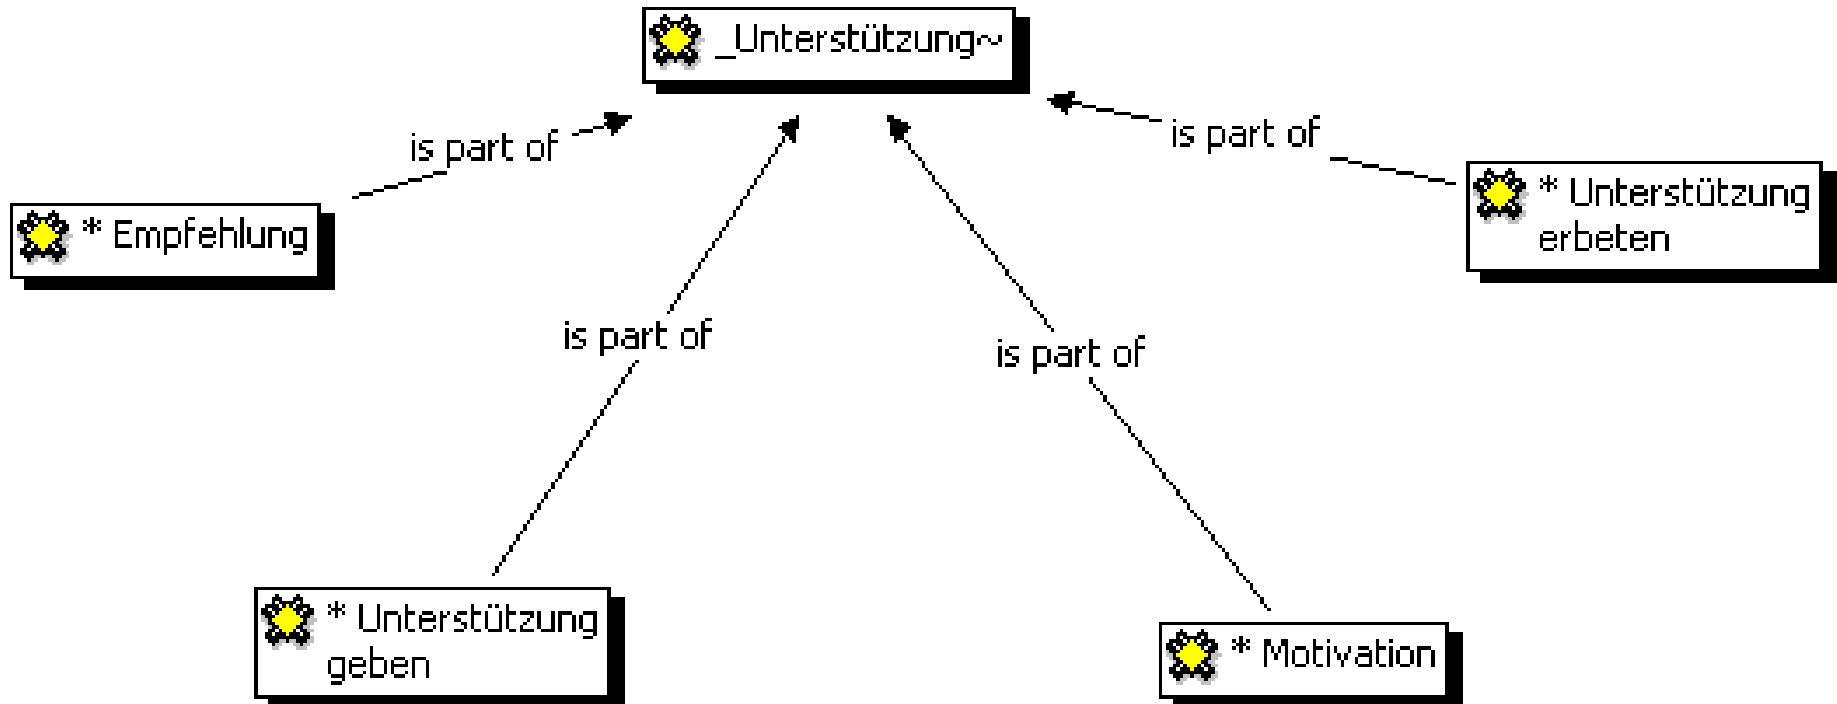 _Unterstützung~
is part of
is part of
* Empfehlung
* Unterstützung
erbeten
is part of
is part of
* Unterstützung
geben
* Motivation